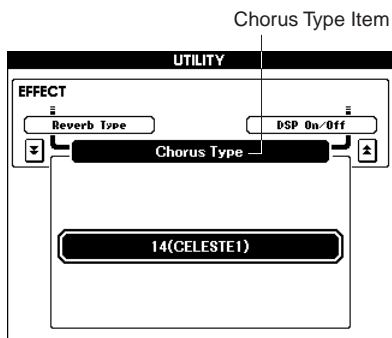 Chorus Type Item
UTILITY
EFFECT
Reverb Type
DSP On/Off
Chorus Type
14(CELESTE1)